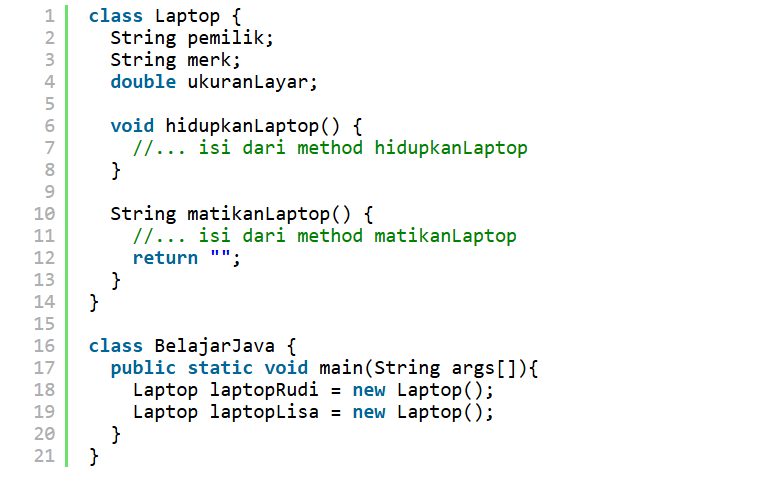 1 class Laptop {
2   String pemilik;
3   String merk;
4   double ukuranLayar;
5
6   void hidupkanLaptop() {
7     //... isi dari method hidupkanLaptop
8   }
9
10   String matikanLaptop() {
11     //... isi dari method matikanLaptop
12     return "";
13   }
14 }
15
16 class BelajarJava {
17   public static void main(String args[]){
18     Laptop laptopRudi = new Laptop();
19     Laptop laptopLisa = new Laptop();
20   }
21 }